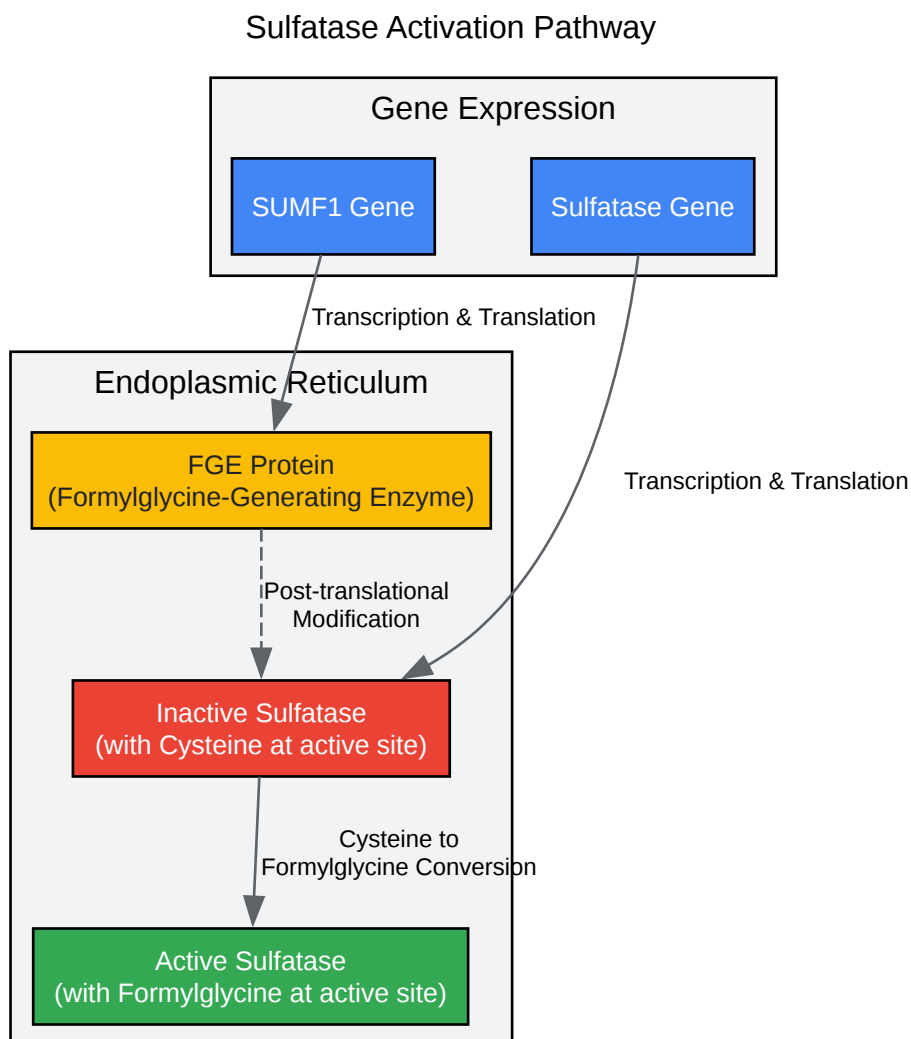 Sulfatase Activation Pathway
Gene Expression
SUMF1 Gene
Sulfatase Gene
Transcription & Translation
Endoplasmic Reticulum
FGE Protein
(Formylglycine-Generating Enzyme)
Transcription & Translation
Post-translational
Modification
Inactive Sulfatase
(with Cysteine at active site)
Cysteine to
Formylglycine Conversion
Active Sulfatase
(with Formylglycine at active site)